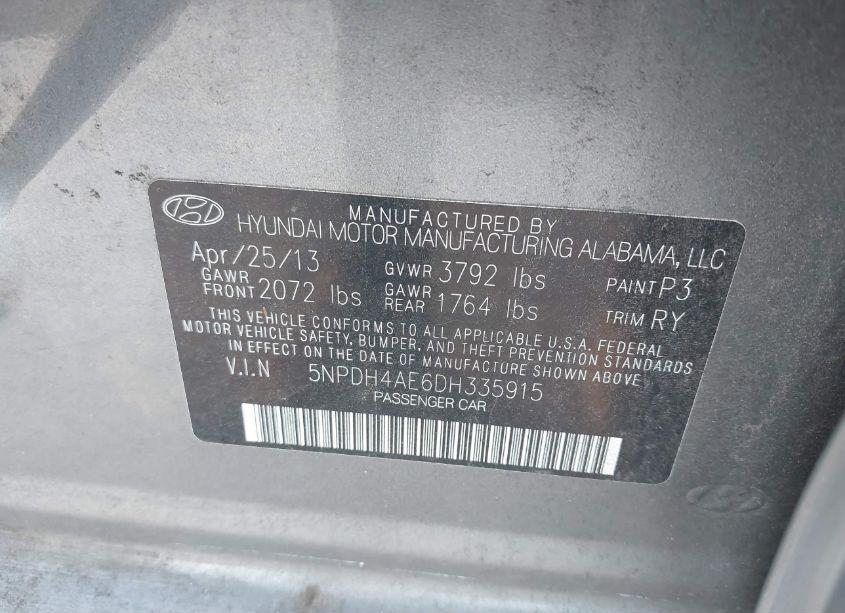 MANUFACTURED BY
HYUNDAI MOTOR MANUFACTURING ALABAMA, LLC
Apr/25/13 GVWR 3792 lbs PAINT P3
GAWR FRONT 2072 lbs GAWR REAR 1764 lbs TRIM RY
THIS VEHICLE CONFORMS TO ALL APPLICABLE U.S.A. FEDERAL
MOTOR VEHICLE SAFETY, BUMPER, AND THEFT PREVENTION STANDARDS
IN EFFECT ON THE DATE OF MANUFACTURE SHOWN ABOVE
V.I.N 5NPDH4AE6DH335915
PASSENGER CAR